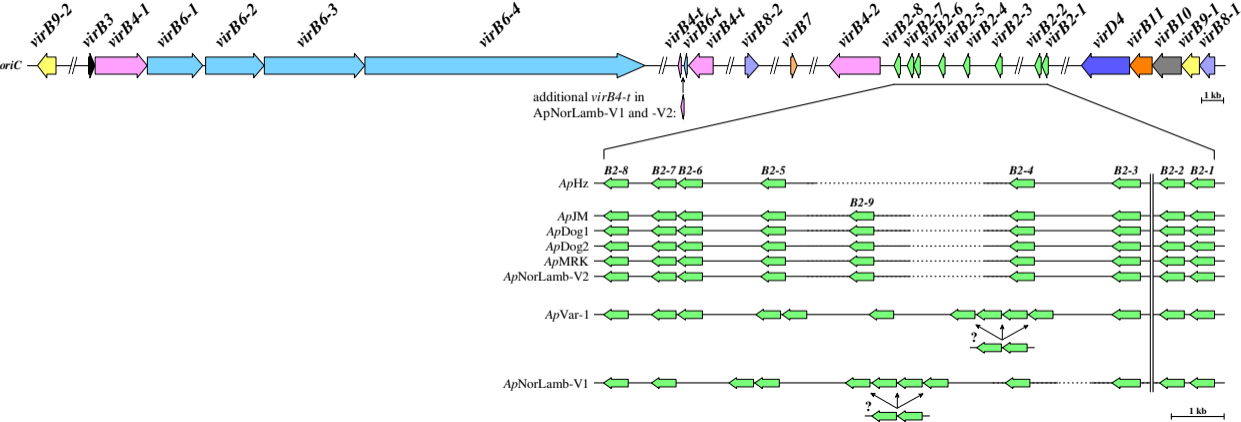 virB9-2 virB3 virB4-1 virB6-1 virB6-2 virB6-3 virB6-4 virB4-t virB6-t virB4-t virB8-2 virB7 virB4-2 virB2-8 virB2-7 virB2-6 virB2-5 virB2-4 virB2-3 virB2-2 virB2-1 virD4 virB11 virB10 virB9-1 virB8-1
oriC
additional virB4-t in
ApNorLamb-V1 and -V2:
1 kb
B2-8 B2-7 B2-6 B2-5 B2-4 B2-3 B2-2 B2-1
ApHz
B2-9
ApJM
ApDog1
ApDog2
ApMRK
ApNorLamb-V2
ApVar-1
?
ApNorLamb-V1
?
1 kb